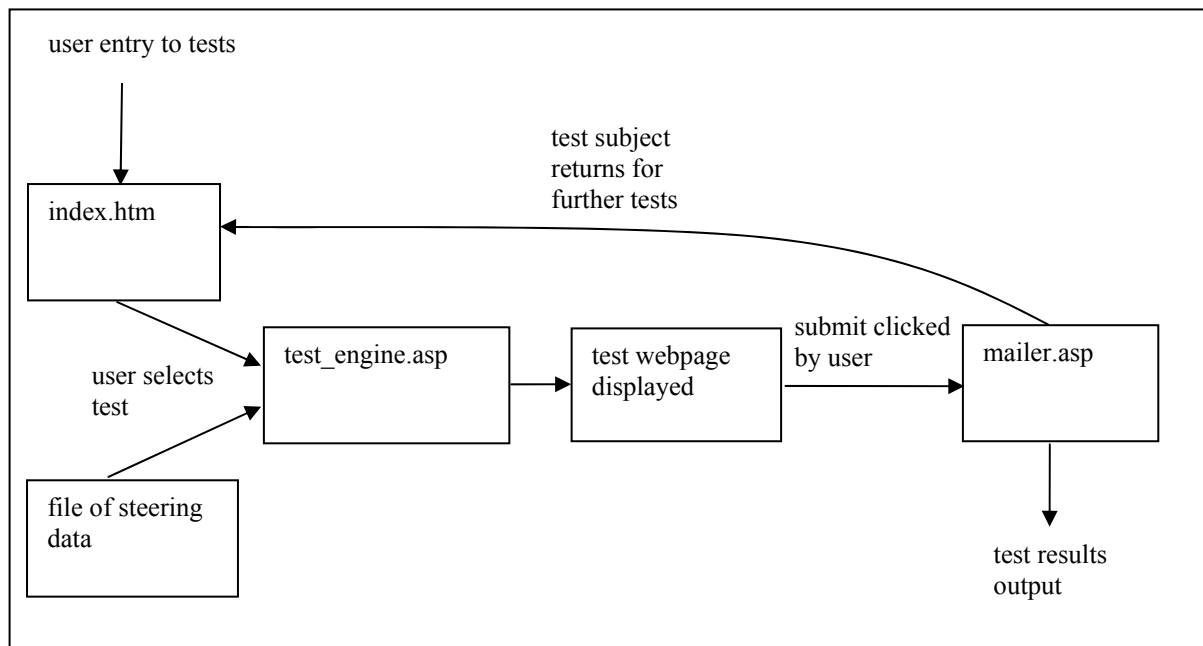 user entry to tests
test subject
returns for
further tests
index.htm
submit clicked
by user
test_engine.asp
test webpage
displayed
mailer.asp
user selects
test
file of steering
data
test results
output